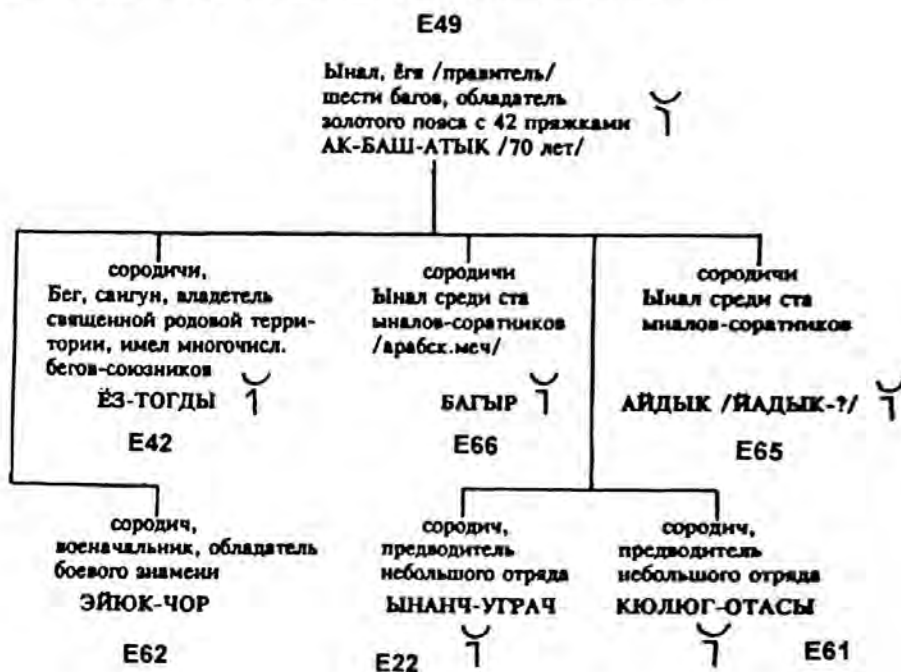 E49
Ынал, ёги /правитель/
шести багов, обладатель
золотого пояса с 42 пряжками
АК-БАШ-АТЫК /70 лет/
сородичи,
Бег, сангун, владетель
священной родовой терри-
тории, имел многочисл.
бегов-союзников
ЁЗ-ТОГДЫ
E42
сородичи
Ынал среди ста
ыналов-соратников
/арабск.меч/
БАГЫР
E66
сородичи
Ынал среди ста
ыналов-соратников
АЙДЫК /ЙАДЫК-?/
E65
сородич,
военачальник, обладатель
боевого знамени
ЭЙЮК-ЧОР
E62
сородич,
предводитель
небольшого отряда
ЫНАНЧ-УГРАЧ
E22
сородич,
предводитель
небольшого отряда
КЮЛЮГ-ОТАСЫ
E61